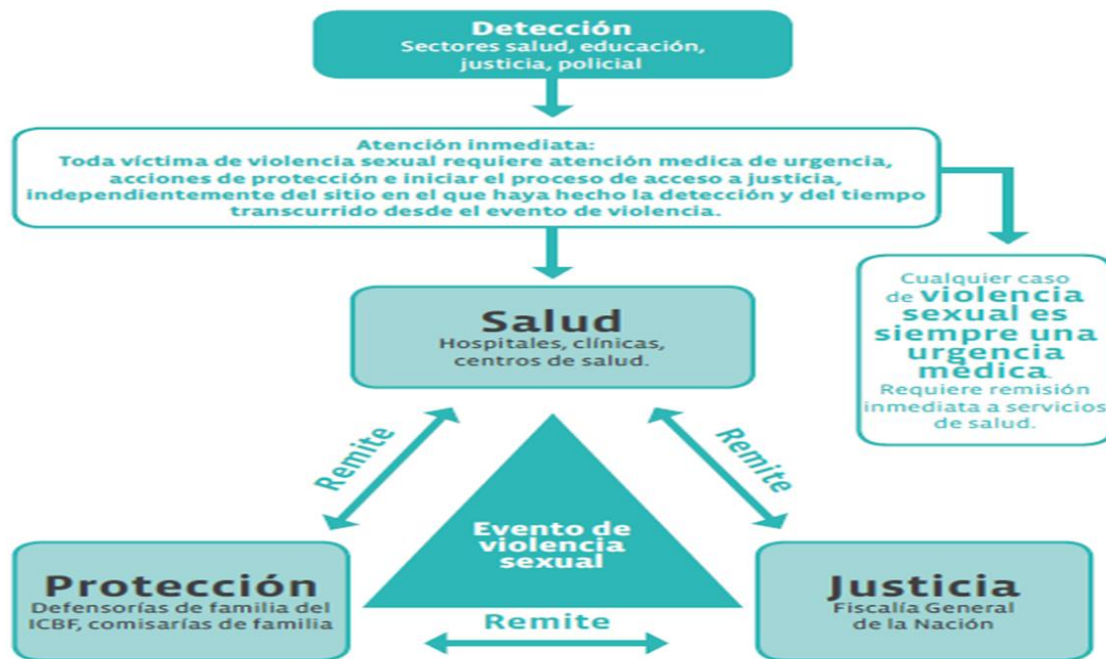 Detección
Sectores salud, educación,
justicia, policial
Atención inmediata:
Toda víctima de violencia sexual requiere atención medica de urgencia,
acciones de protección e iniciar el proceso de acceso a justicia,
independientemente del sitio en el que haya hecho la detección y del tiempo
transcurrido desde el evento de violencia.
Cualquier caso
de violencia
sexual es
siempre una
urgencia
médica.
Requiere remisión
inmediata a servicios
de salud.
Salud
Hospitales, clínicas,
centros de salud.
Remite
Remite
Evento de
violencia
sexual
Protección
Defensorías de familia del
ICBF, comisarías de familia
Remite
Justicia
Fiscalía General
de la Nación